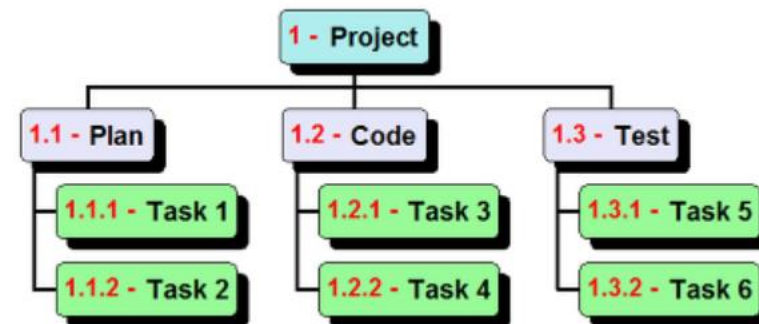 1 - Project
1.1 - Plan
1.1.1 - Task 1
1.1.2 - Task 2
1.2 - Code
1.2.1 - Task 3
1.2.2 - Task 4
1.3 - Test
1.3.1 - Task 5
1.3.2 - Task 6